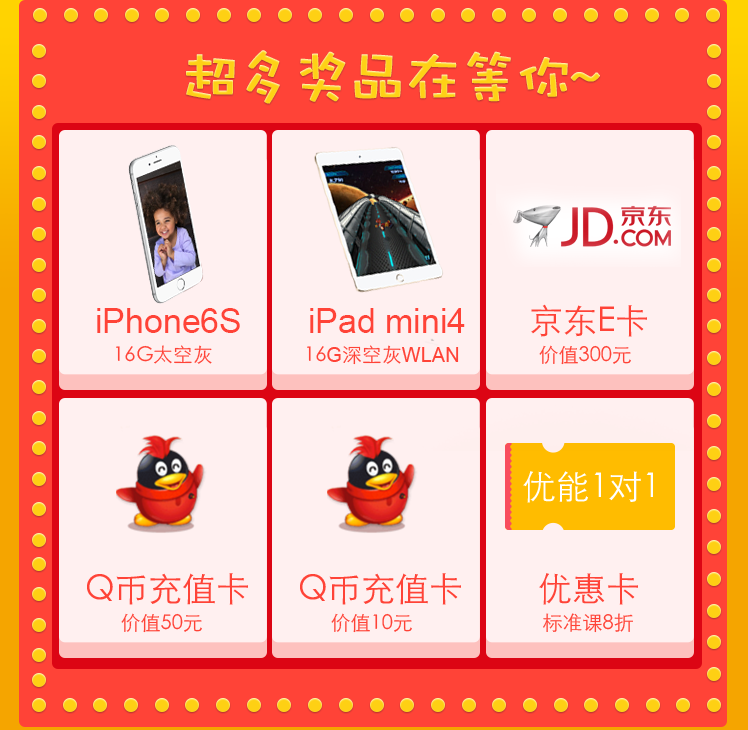 超多奖品在等你~
iPhone6S
16G太空灰
iPad mini4
16G深空灰WLAN
JD.京东
.COM
京东E卡
价值300元
Q币充值卡
价值50元
Q币充值卡
价值10元
优能1对1
优惠卡
标准课8折